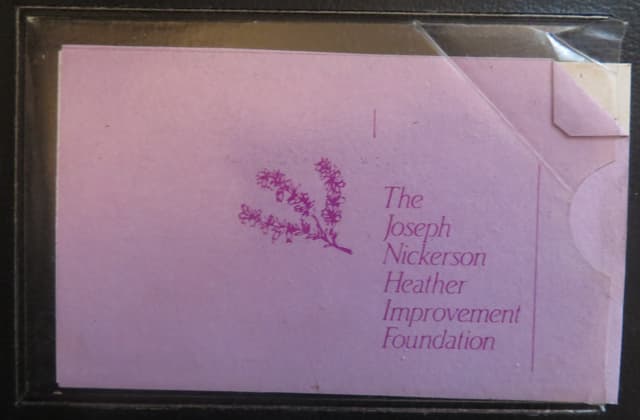 The
Joseph
Nickerson
Heather
Improvement
Foundation